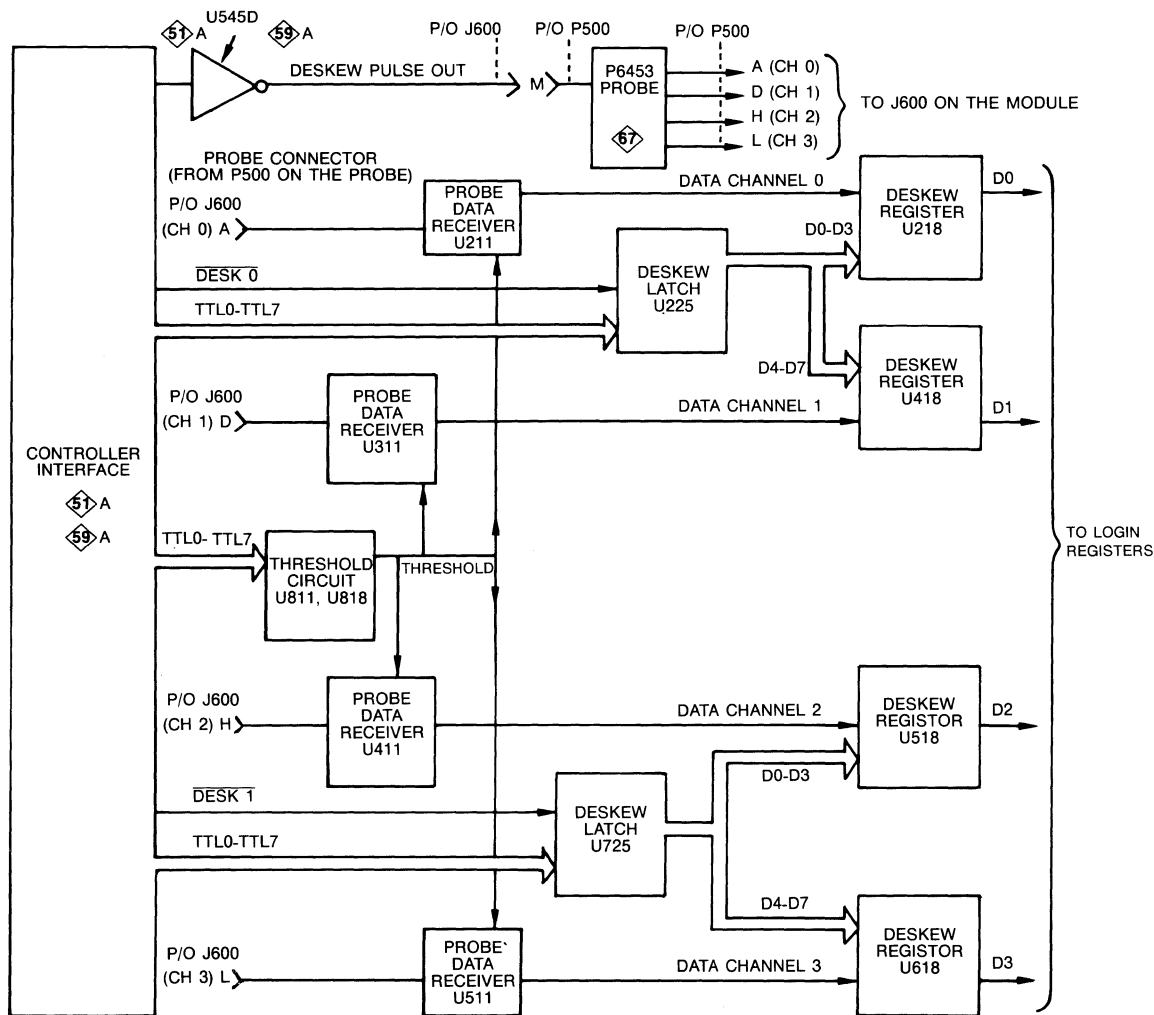 51 A
U545D
59 A
P/O J600
P/O P500
P/O P500
DESKEW PULSE OUT
M
P6453
PROBE
67
A (CH 0)
D (CH 1)
H (CH 2)
L (CH 3)
TO J600 ON THE MODULE
PROBE CONNECTOR
(FROM P500 ON THE PROBE)
P/O J600
(CH 0) A
PROBE
DATA
RECEIVER
U211
DATA CHANNEL 0
DESKEW
REGISTER
U218
D0
D0-D3
DESK 0
TTL0-TTL7
DESKEW
LATCH
U225
D4-D7
DESKEW
REGISTER
U418
D1
P/O J600
(CH 1) D
PROBE
DATA
RECEIVER
U311
DATA CHANNEL 1
CONTROLLER
INTERFACE
51 A
59 A
TTL0- TTL7
THRESHOLD
CIRCUIT
U811, U818
THRESHOLD
TO LOGIN
REGISTERS
P/O J600
(CH 2) H
PROBE
DATA
RECEIVER
U411
DATA CHANNEL 2
DESKEW
REGISTOR
U518
D2
D0-D3
DESK 1
TTL0-TTL7
DESKEW
LATCH
U725
D4-D7
P/O J600
(CH 3) L
PROBE
DATA
RECEIVER
U511
DATA CHANNEL 3
DESKEW
REGISTOR
U618
D3